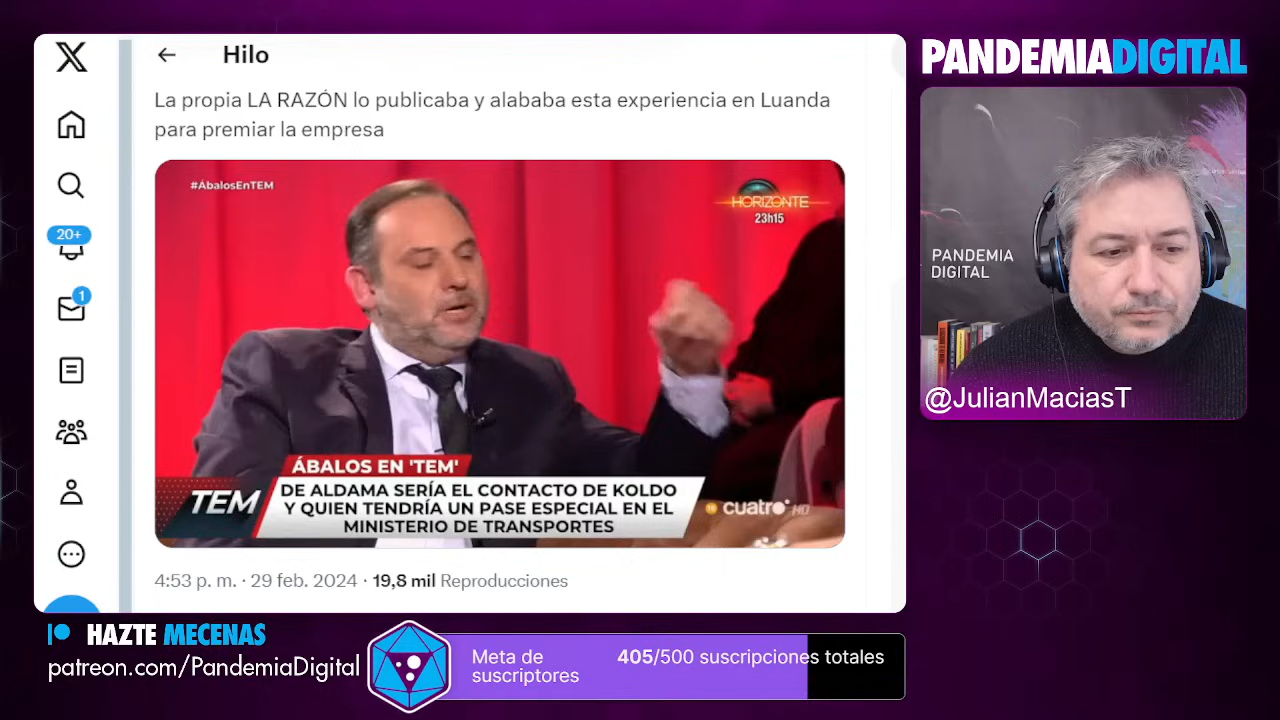 Hilo
La propia LA RAZÓN lo publicaba y alababa esta experiencia en Luanda
para premiar la empresa
#ÁbalosEnTEM
HORIZONTE
23h15
ÁBALOS EN 'TEM'
TEM
DE ALDAMA SERÍA EL CONTACTO DE KOLDO
Y QUIEN TENDRÍA UN PASE ESPECIAL EN EL
MINISTERIO DE TRANSPORTES
cuatro HD
4:53 p. m. · 29 feb. 2024 · 19,8 mil Reproducciones
20+
1
PANDEMIADIGITAL
PANDEMIA
DIGITAL
@JulianMaciasT
HAZTE MECENAS
patreon.com/PandemiaDigital
Meta de
suscriptores
405/500 suscripciones totales